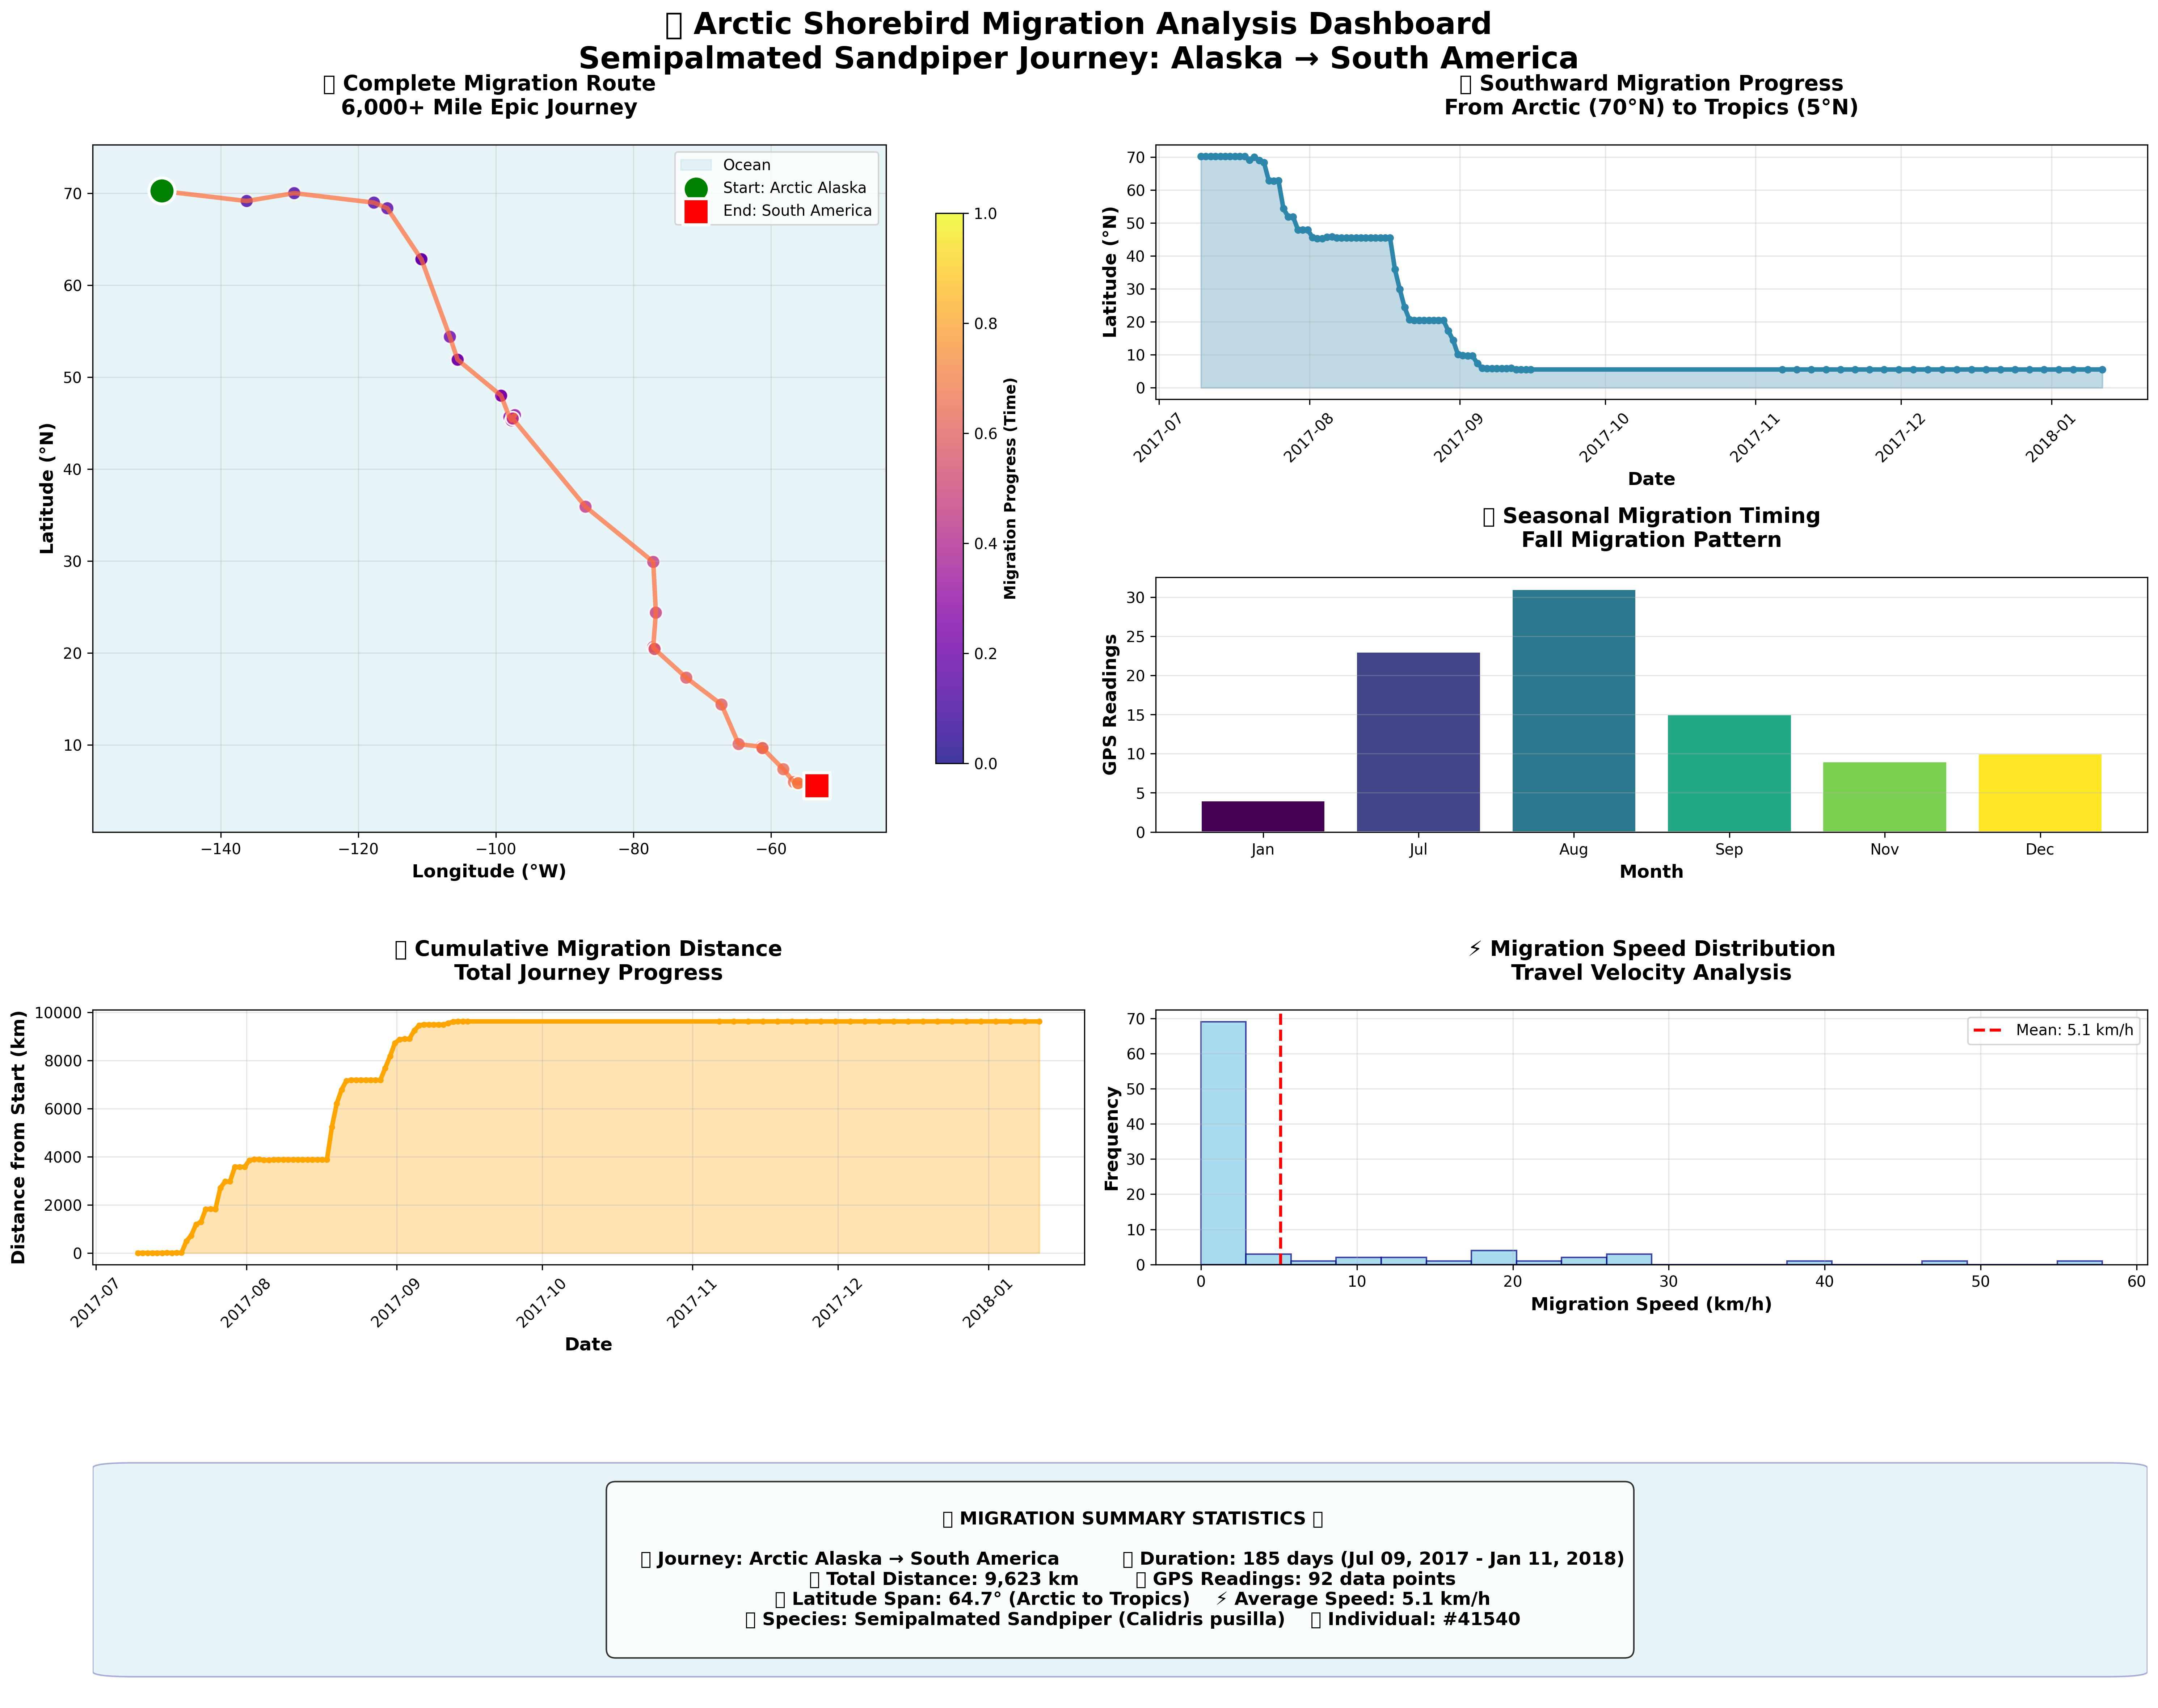 ▯ Arctic Shorebird Migration Analysis Dashboard
Semipalmated Sandpiper Journey: Alaska → South America
▯ Complete Migration Route
6,000+ Mile Epic Journey
Ocean
Start: Arctic Alaska
End: South America
70
60
50
40
30
20
10
Latitude (°N)
−140 −120 −100 −80 −60
Longitude (°W)
1.0
0.8
0.6
0.4
0.2
0.0
Migration Progress (Time)
▯ Southward Migration Progress
From Arctic (70°N) to Tropics (5°N)
70
60
50
40
30
20
10
0
Latitude (°N)
2017-07 2017-08 2017-09 2017-10 2017-11 2017-12 2018-01
Date
▯ Seasonal Migration Timing
Fall Migration Pattern
30
25
20
15
10
5
0
GPS Readings
Jan Jul Aug Sep Nov Dec
Month
▯ Cumulative Migration Distance
Total Journey Progress
10000
8000
6000
4000
2000
0
Distance from Start (km)
2017-07 2017-08 2017-09 2017-10 2017-11 2017-12 2018-01
Date
⚡ Migration Speed Distribution
Travel Velocity Analysis
Mean: 5.1 km/h
70
60
50
40
30
20
10
0
Frequency
0 10 20 30 40 50 60
Migration Speed (km/h)
▯ MIGRATION SUMMARY STATISTICS ▯
▯ Journey: Arctic Alaska → South America ▯ Duration: 185 days (Jul 09, 2017 - Jan 11, 2018)
▯ Total Distance: 9,623 km ▯ GPS Readings: 92 data points
▯ Latitude Span: 64.7° (Arctic to Tropics) ⚡ Average Speed: 5.1 km/h
▯ Species: Semipalmated Sandpiper (Calidris pusilla) ▯ Individual: #41540